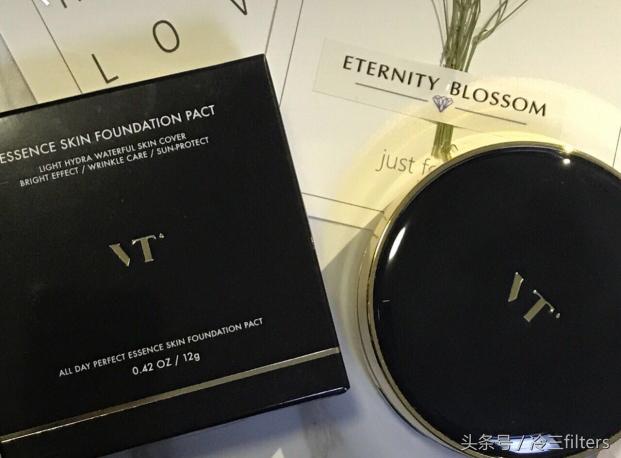 L O V
ETERNITY BLOSSOM
just f
ESSENCE SKIN FOUNDATION PACT
LIGHT HYDRA WATERFUL SKIN COVER
BRIGHT EFFECT / WRINKLE CARE / SUN-PROTECT
VT
ALL DAY PERFECT ESSENCE SKIN FOUNDATION PACT
0.42 OZ / 12g
VT
头条号 / 冷三filters